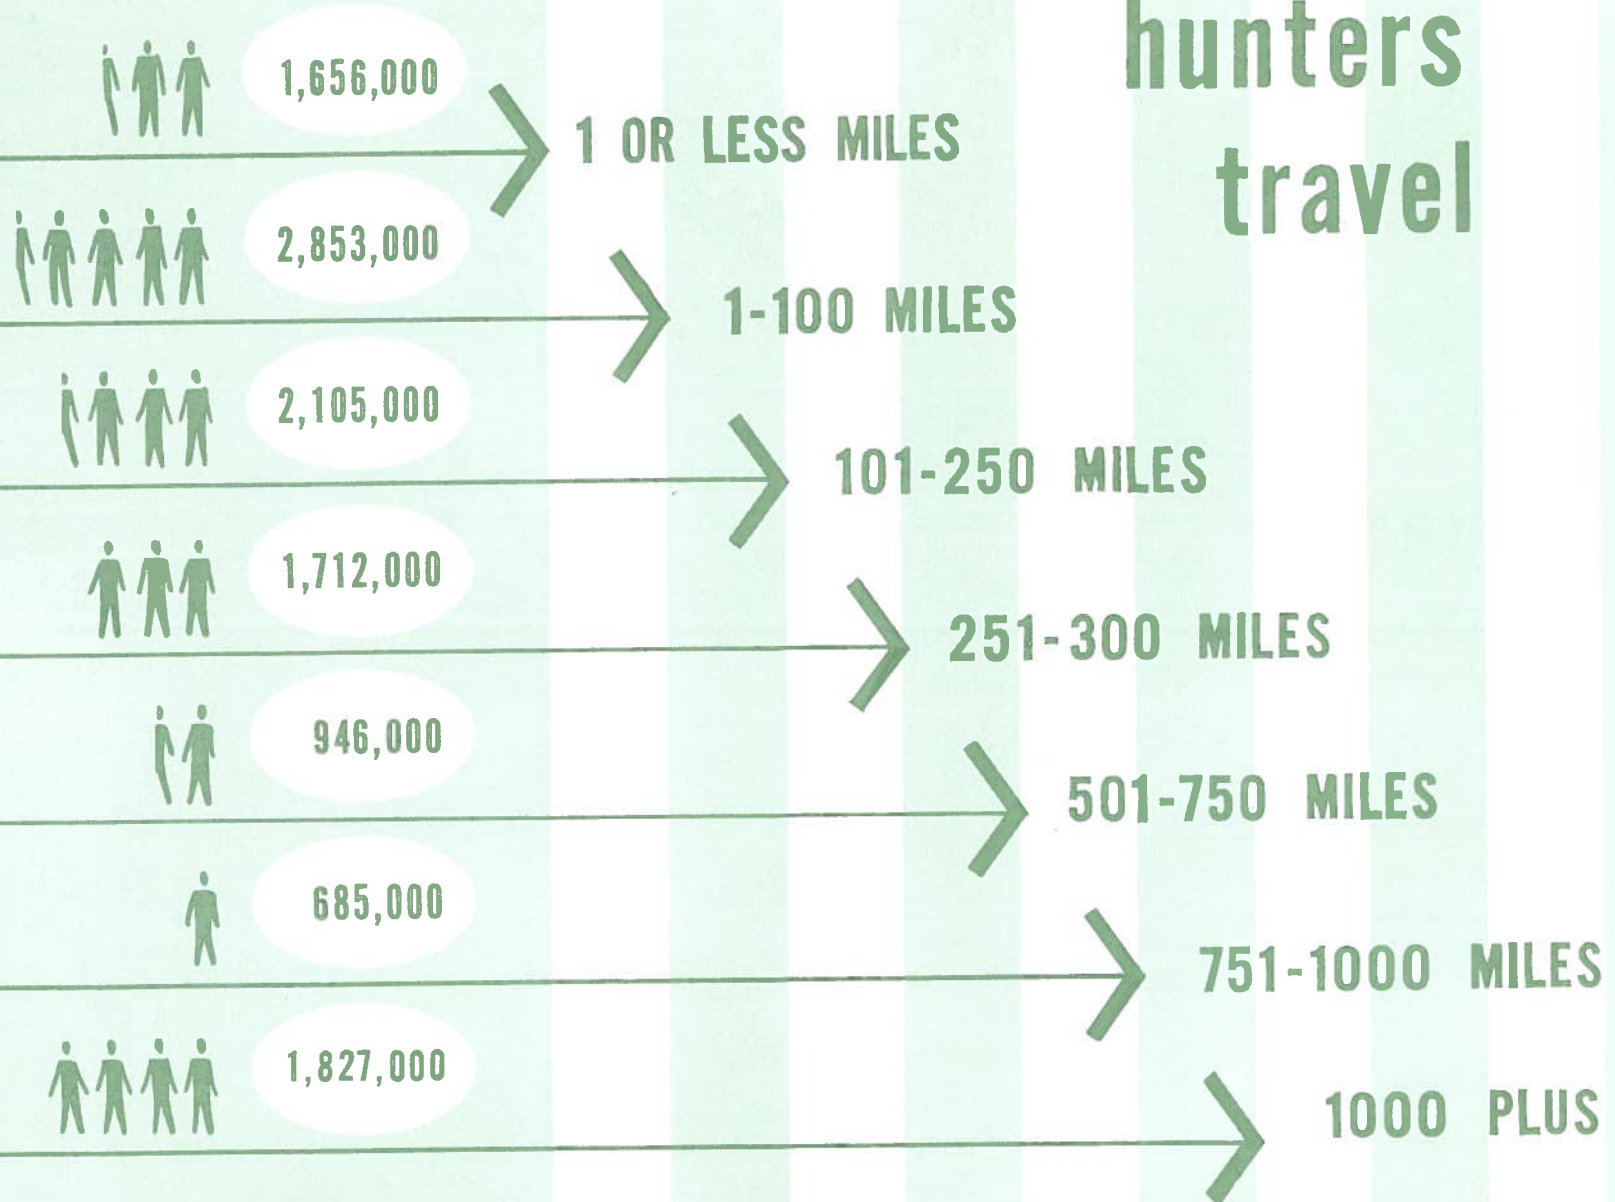 hunters
travel
1,656,000
1 OR LESS MILES
2,853,000
1-100 MILES
2,105,000
101-250 MILES
1,712,000
251-300 MILES
946,000
501-750 MILES
685,000
751-1000 MILES
1,827,000
1000 PLUS